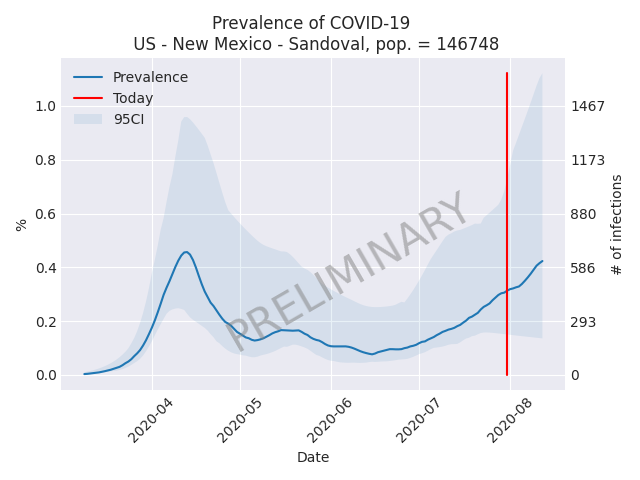 Prevalence of COVID-19
US - New Mexico - Sandoval, pop. = 146748
Prevalence
Today
95CI
1.0
0.8
0.6
0.4
0.2
0.0
%
1467
1173
880
586
293
0
# of infections
PRELIMINARY
2020-04
2020-05
2020-06
2020-07
2020-08
Date